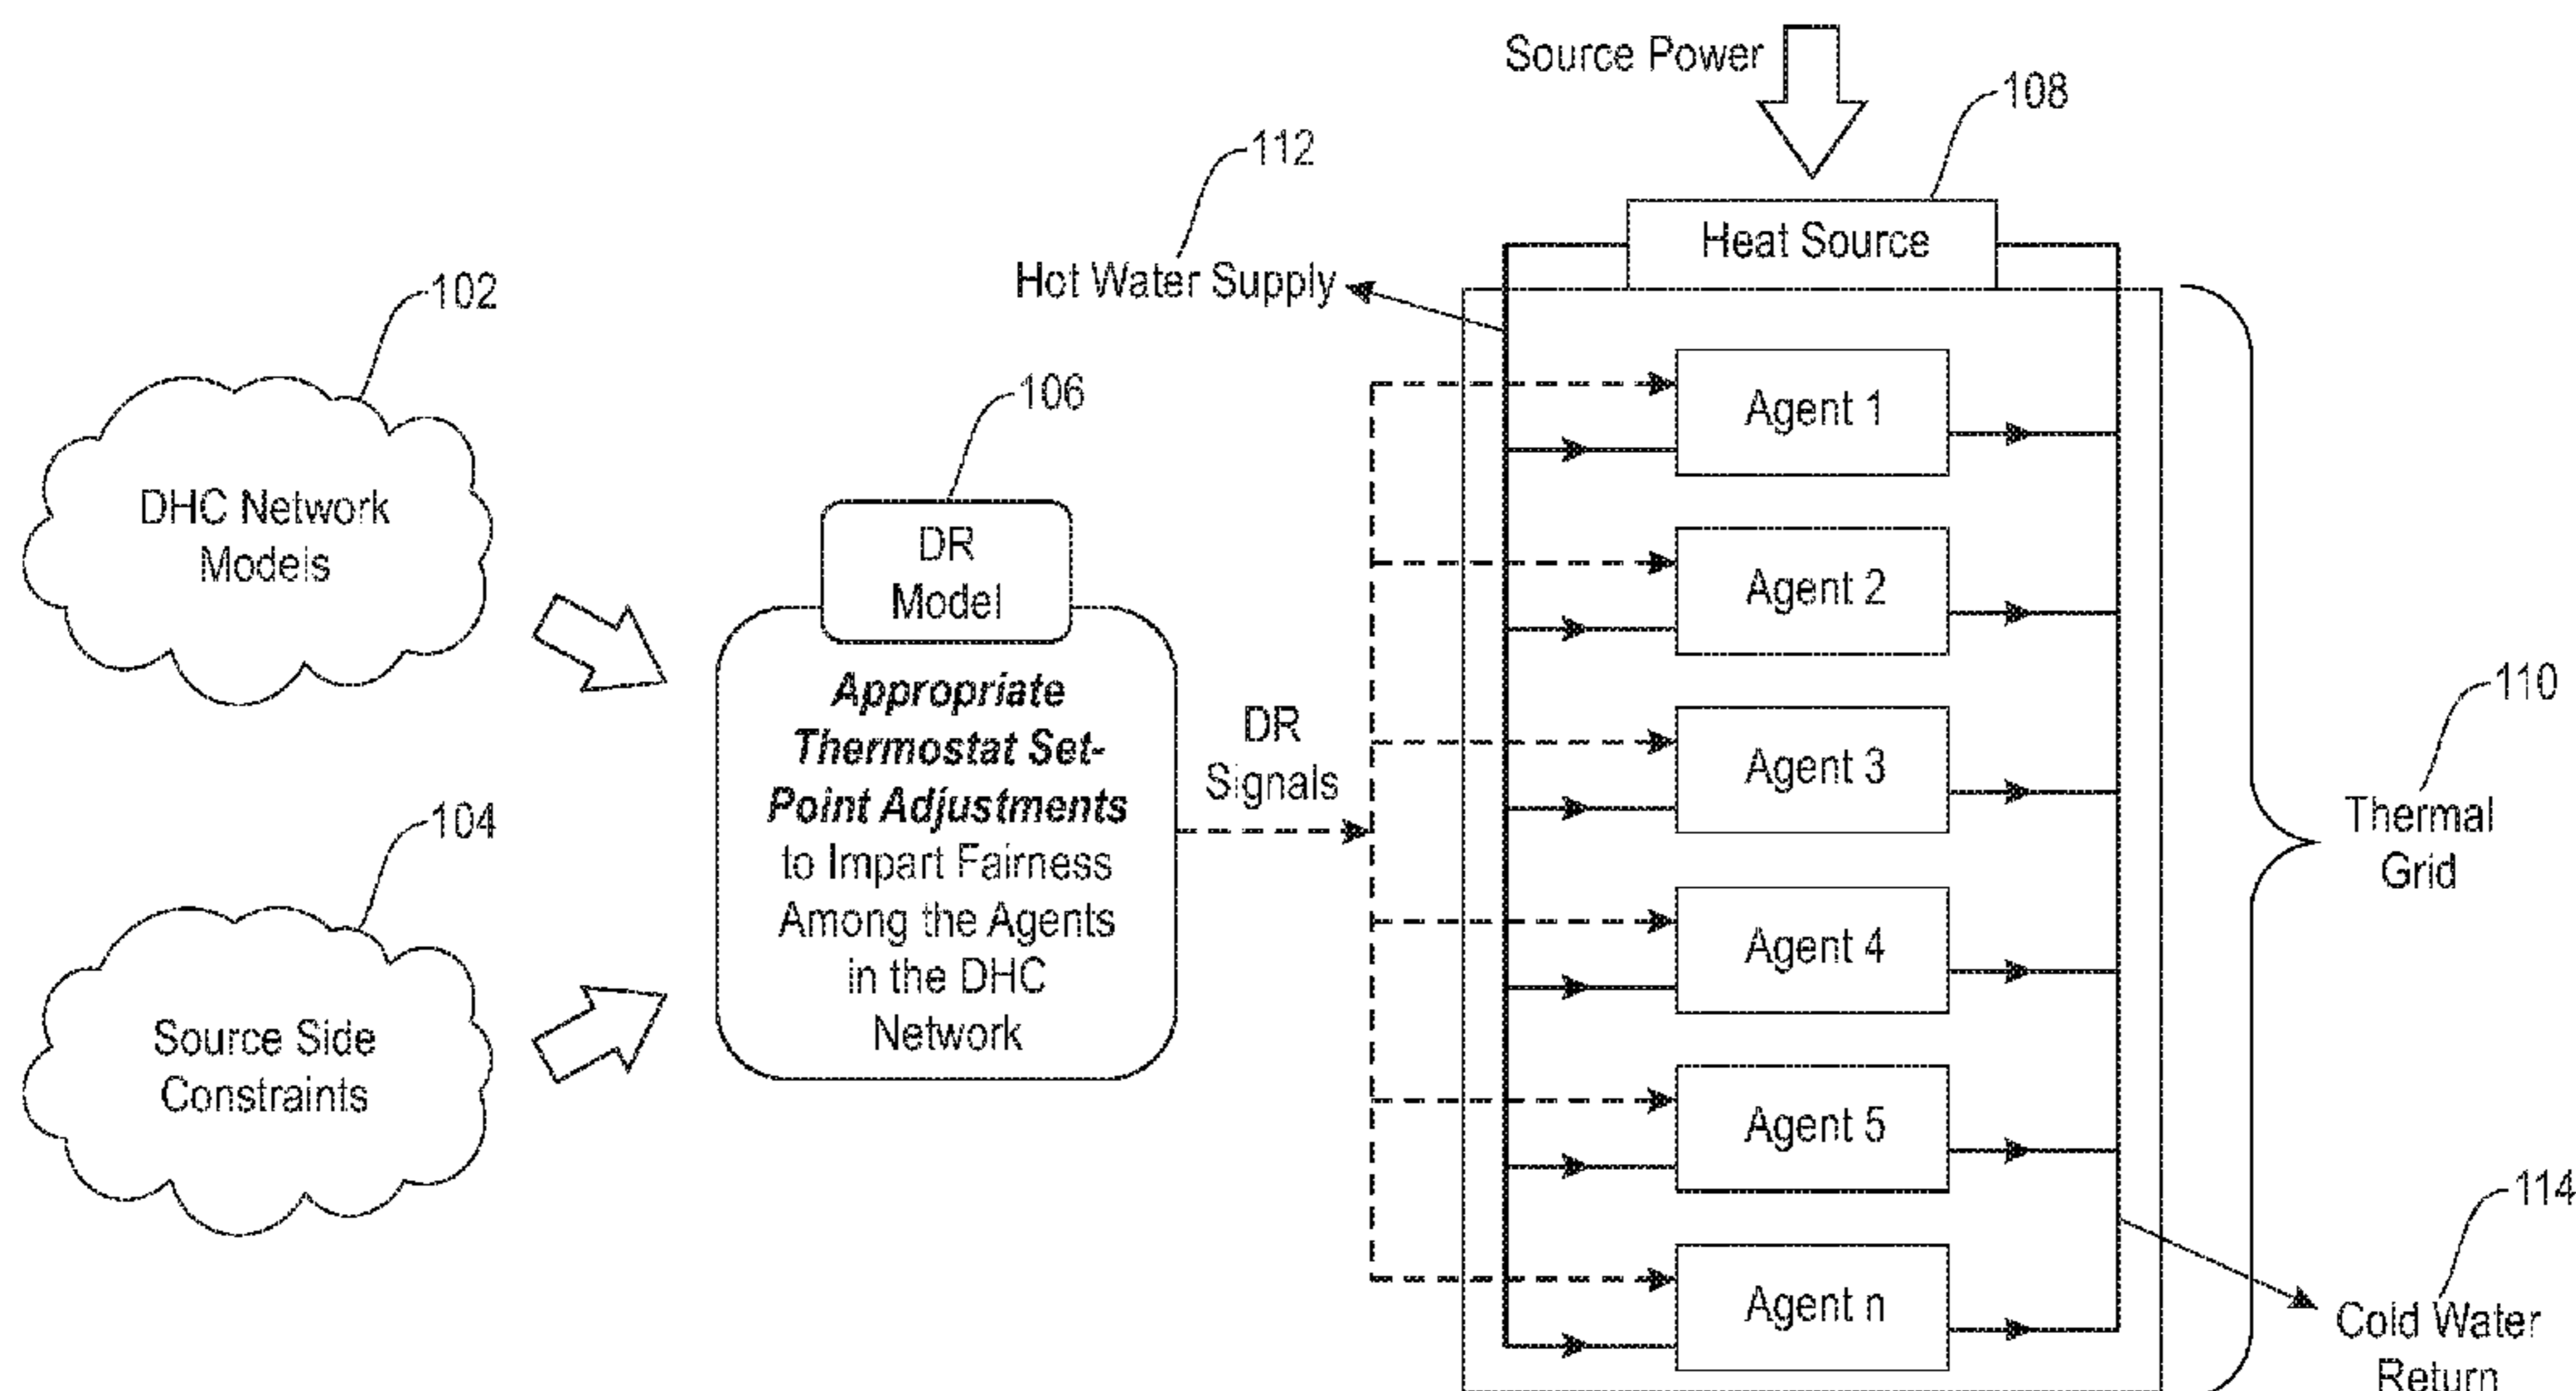 Source Power
108
112
Heat Source
Hot Water Supply
102
DHC Network
Models
106
DR
Model
Appropriate
Thermostat Set-
Point Adjustments
to Impart Fairness
Among the Agents
in the DHC
Network
104
Source Side
Constraints
DR
Signals
Agent 1
Agent 2
Agent 3
Agent 4
Agent 5
Agent n
110
Thermal
Grid
114
Cold Water
Return